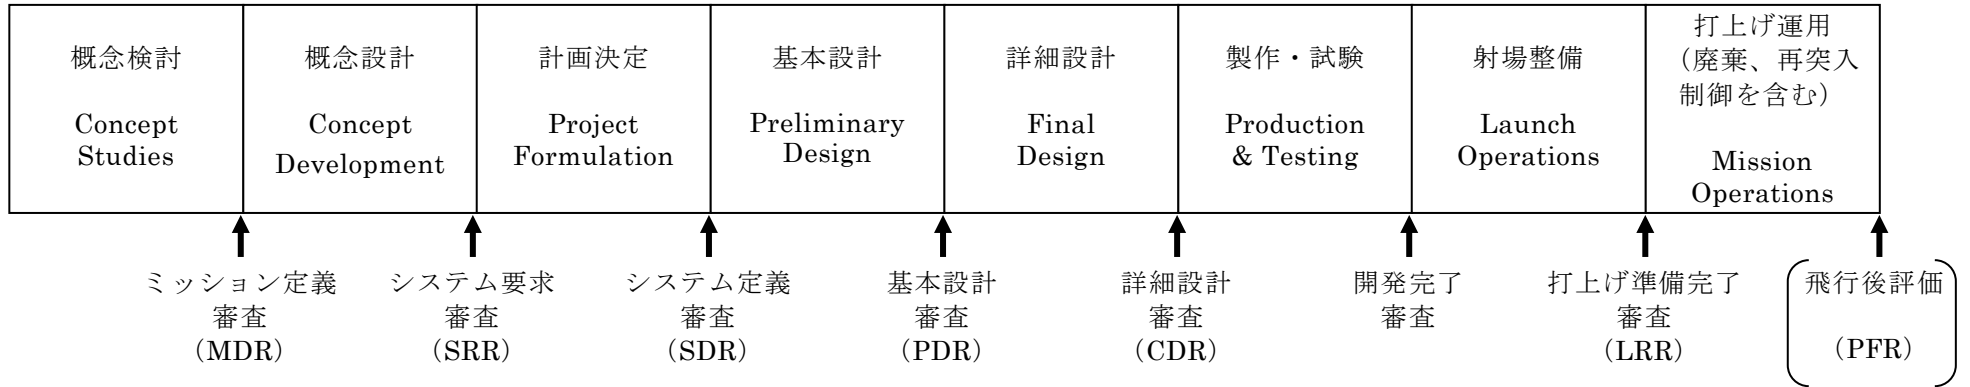 概念検討
Concept
Studies
概念設計
Concept
Development
計画決定
Project
Formulation
基本設計
Preliminary
Design
詳細設計
Final
Design
製作・試験
Production
& Testing
射場整備
Launch
Operations
打上げ運用
（廃棄、再突入
制御を含む）
Mission
Operations
ミッション定義
審査
（MDR）
システム要求
審査
（SRR）
システム定義
審査
（SDR）
基本設計
審査
（PDR）
詳細設計
審査
（CDR）
開発完了
審査
打上げ準備完了
審査
（LRR）
飛行後評価
（PFR）